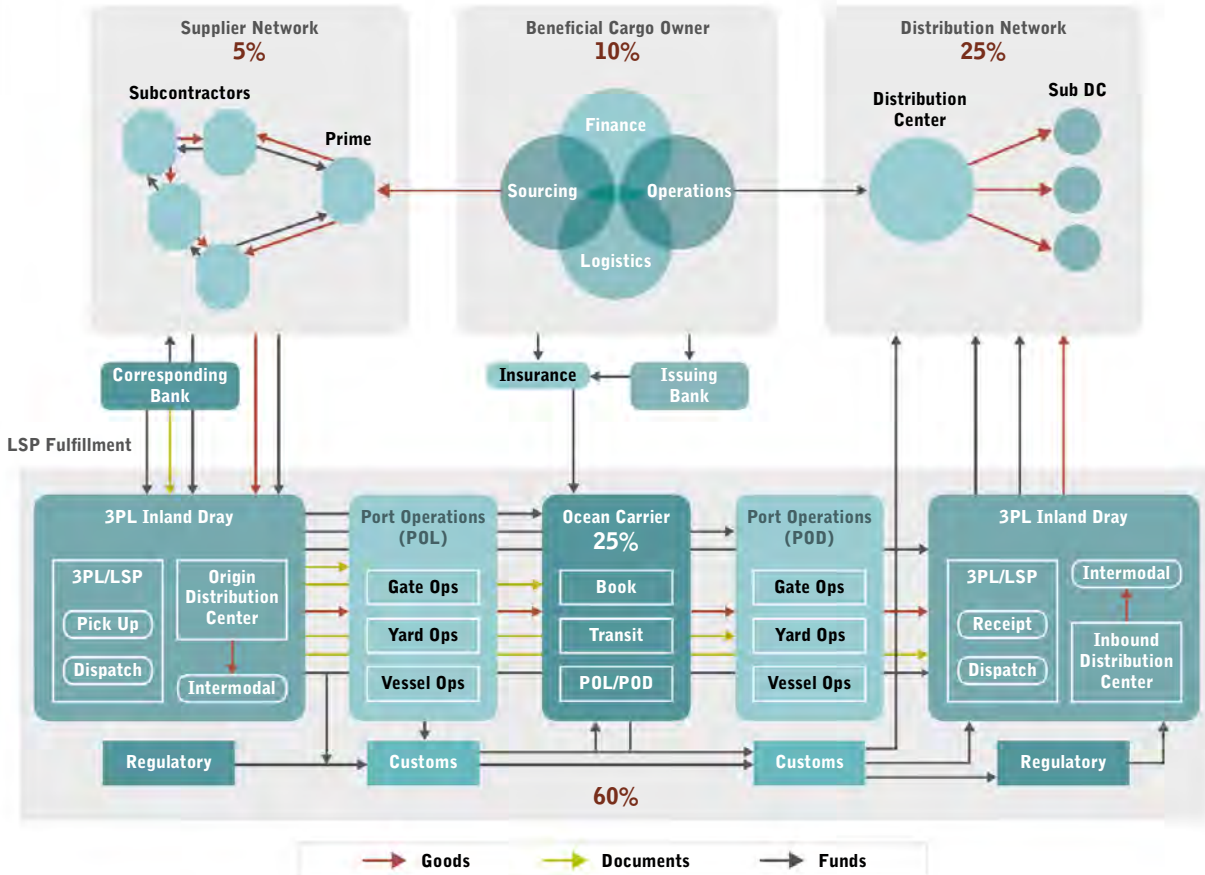 Supplier Network
5%
Subcontractors
Prime
Beneficial Cargo Owner
10%
Finance
Sourcing
Operations
Logistics
Distribution Network
25%
Distribution
Center
Sub DC
Corresponding
Bank
Insurance
Issuing
Bank
LSP Fulfillment
3PL Inland Dray
3PL/LSP
Pick Up
Dispatch
Origin
Distribution
Center
Intermodal
Port Operations
(POL)
Gate Ops
Yard Ops
Vessel Ops
Ocean Carrier
25%
Book
Transit
POL/POD
Port Operations
(POD)
Gate Ops
Yard Ops
Vessel Ops
3PL Inland Dray
3PL/LSP
Receipt
Dispatch
Intermodal
Inbound
Distribution
Center
Regulatory
Customs
Customs
Regulatory
60%
Goods
Documents
Funds